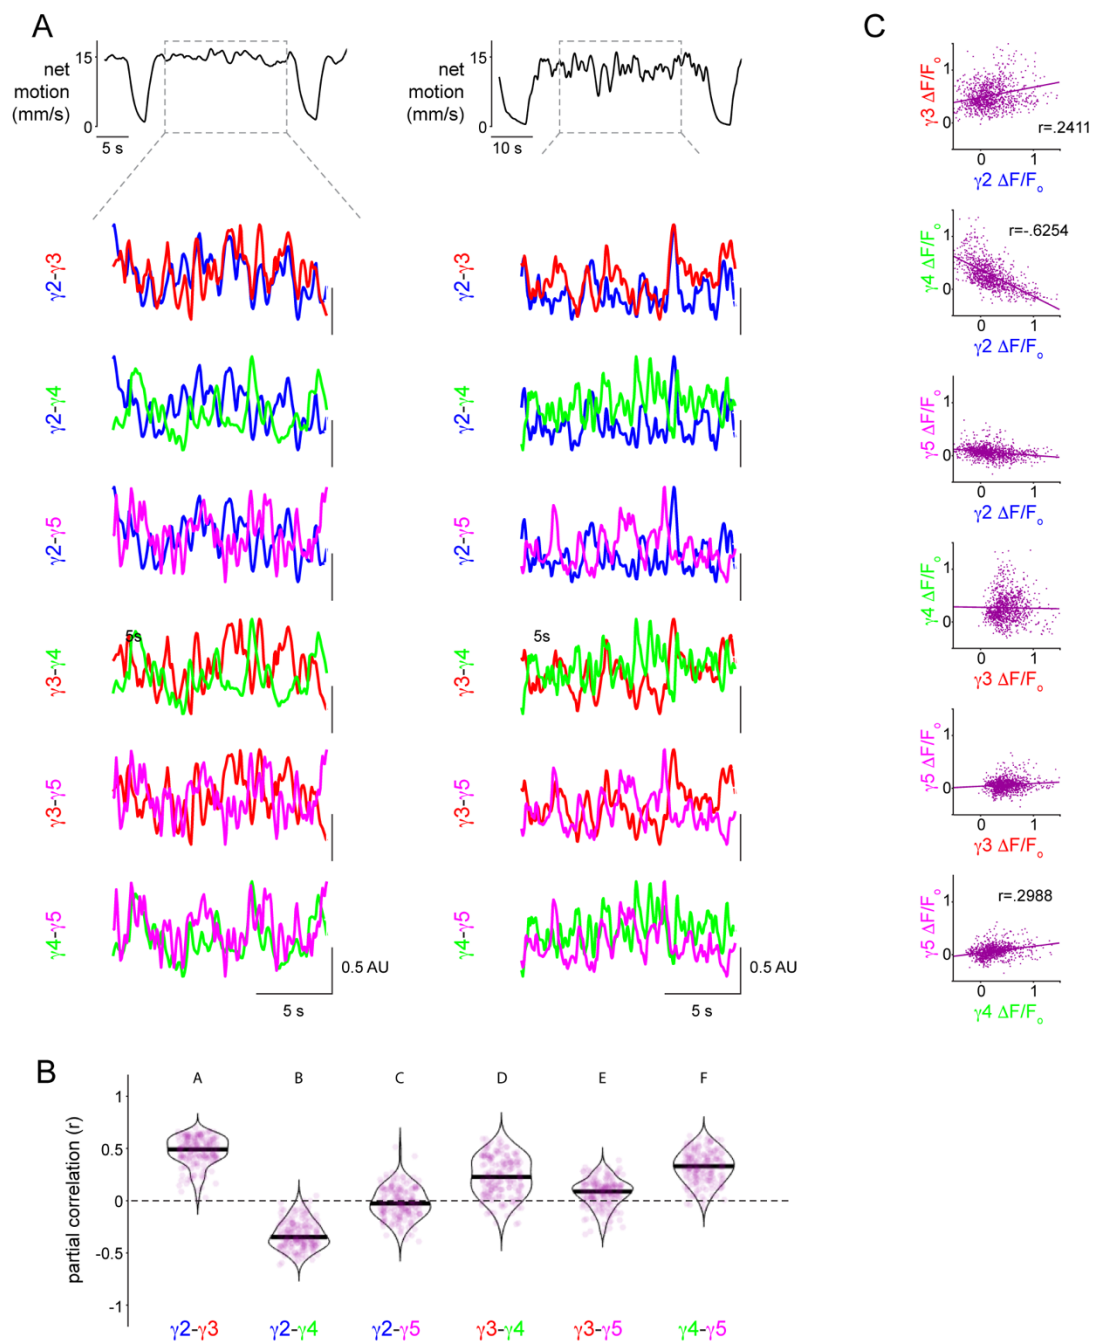 A
15
net
motion
(mm/s)
0
5 s
15
net
motion
(mm/s)
0
10 s
γ2-γ3
γ2-γ4
γ2-γ5
5s
γ3-γ4
γ3-γ5
γ4-γ5
0.5 AU
5 s
γ2-γ3
γ2-γ4
γ2-γ5
5s
γ3-γ4
γ3-γ5
γ4-γ5
0.5 AU
5 s
C
γ3 ΔF/Fo
1
0
r=.2411
0 1
γ2 ΔF/Fo
γ4 ΔF/Fo
1
0
r=-.6254
0 1
γ2 ΔF/Fo
γ5 ΔF/Fo
1
0
0 1
γ2 ΔF/Fo
γ4 ΔF/Fo
1
0
0 1
γ3 ΔF/Fo
γ5 ΔF/Fo
1
0
0 1
γ3 ΔF/Fo
γ5 ΔF/Fo
1
0
r=.2988
0 1
γ4 ΔF/Fo
B
partial correlation (r)
1
0.5
0
-0.5
-1
A B C D E F
γ2-γ3 γ2-γ4 γ2-γ5 γ3-γ4 γ3-γ5 γ4-γ5